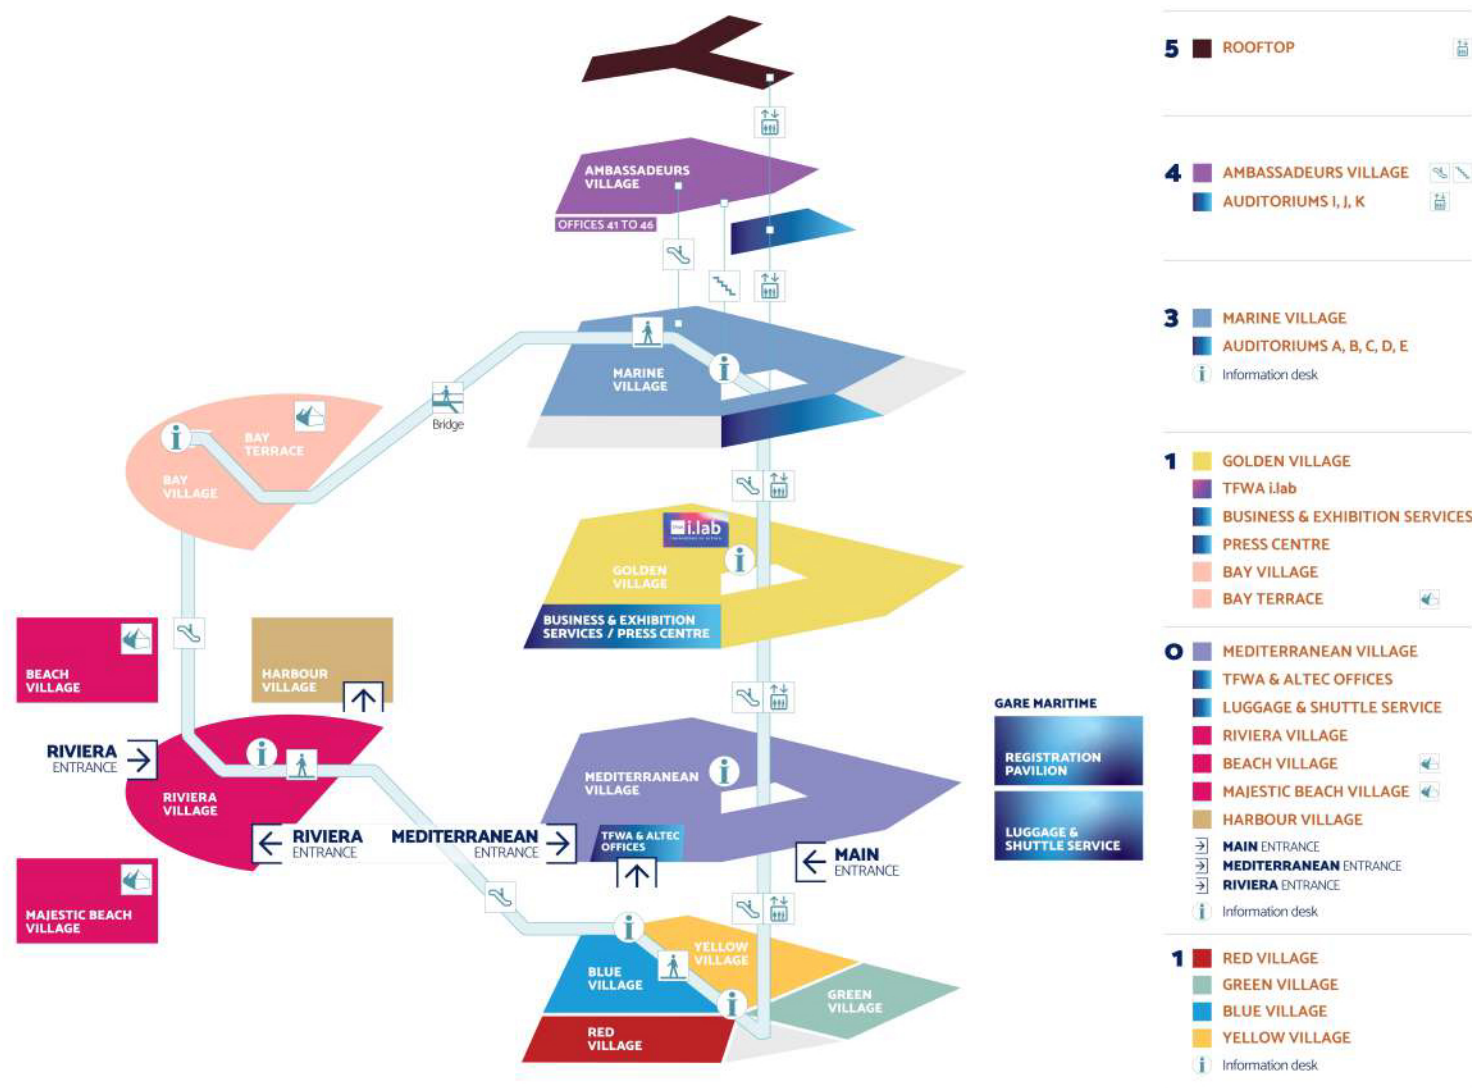 AMBASSADEURS
VILLAGE
OFFICES 41 TO 46
MARINE
VILLAGE
Bridge
BAY
TERRACE
BAY
VILLAGE
i.lab
GOLDEN
VILLAGE
BUSINESS & EXHIBITION
SERVICES / PRESS CENTRE
BEACH
VILLAGE
HARBOUR
VILLAGE
RIVIERA
ENTRANCE
RIVIERA
VILLAGE
RIVIERA
ENTRANCE
MEDITERRANEAN
ENTRANCE
MEDITERRANEAN
VILLAGE
TFWA & ALTEC
OFFICES
MAIN
ENTRANCE
GARE MARITIME
REGISTRATION
PAVILION
LUGGAGE &
SHUTTLE SERVICE
MAJESTIC BEACH
VILLAGE
YELLOW
VILLAGE
BLUE
VILLAGE
GREEN
VILLAGE
RED
VILLAGE
5 ROOFTOP
4 AMBASSADEURS VILLAGE
AUDITORIUMS I, J, K
3 MARINE VILLAGE
AUDITORIUMS A, B, C, D, E
i Information desk
1 GOLDEN VILLAGE
TFWA i.lab
BUSINESS & EXHIBITION SERVICES
PRESS CENTRE
BAY VILLAGE
BAY TERRACE
0 MEDITERRANEAN VILLAGE
TFWA & ALTEC OFFICES
LUGGAGE & SHUTTLE SERVICE
RIVIERA VILLAGE
BEACH VILLAGE
MAJESTIC BEACH VILLAGE
HARBOUR VILLAGE
MAIN ENTRANCE
MEDITERRANEAN ENTRANCE
RIVIERA ENTRANCE
i Information desk
1 RED VILLAGE
GREEN VILLAGE
BLUE VILLAGE
YELLOW VILLAGE
i Information desk